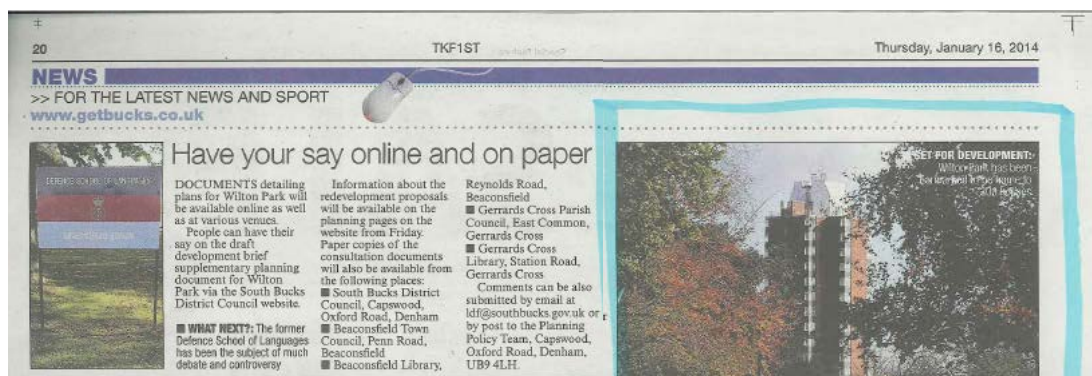 20
TKF1ST
Thursday, January 16, 2014
NEWS
>> FOR THE LATEST NEWS AND SPORT
www.getbucks.co.uk
Have your say online and on paper
DEFENCE SCHOOL OF LANGUAGES
DOCUMENTS detailing
plans for Wilton Park will
be available online as well
as at various venues.
People can have their
say on the draft
development brief
supplementary planning
document for Wilton
Park via the South Bucks
District Council website.
■ WHAT NEXT?: The former
Defence School of Languages
has been the subject of much
debate and controversy
Information about the
redevelopment proposals
will be available on the
planning pages on the
website from Friday.
Paper copies of the
consultation documents
will also be available from
the following places:
■ South Bucks District
Council, Capswood,
Oxford Road, Denham
■ Beaconsfield Town
Council, Penn Road,
Beaconsfield
■ Beaconsfield Library,
Reynolds Road,
Beaconsfield
■ Gerrards Cross Parish
Council, East Common,
Gerrards Cross
■ Gerrards Cross
Library, Station Road,
Gerrards Cross
Comments can be also
submitted by email at
ldf@southbucks.gov.uk or
by post to the Planning
Policy Team, Capswood,
Oxford Road, Denham,
UB9 4LH.
■ SET FOR DEVELOPMENT:
Wilton Park has been